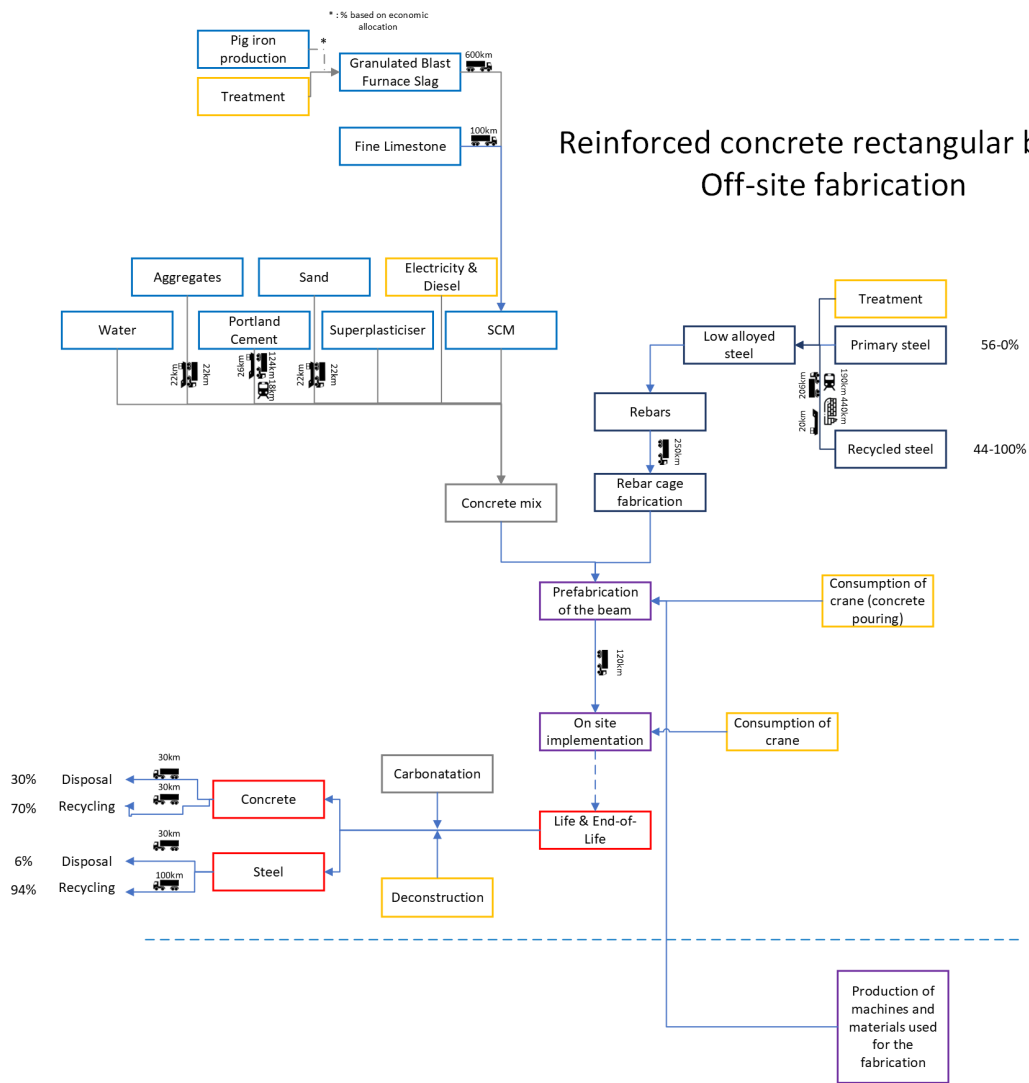 * : % based on economic
allocation
Pig iron
production
*
Treatment
Granulated Blast
Furnace Slag
600km
Fine Limestone
100km
Reinforced concrete rectangular b
Off-site fabrication
Aggregates
Sand
Electricity &
Diesel
Water
Portland
Cement
Superplasticiser
SCM
22km
22km
26km
124km
18km
22km
22km
Treatment
Low alloyed
steel
Primary steel
56-0%
206km
190km
20km
440km
Rebars
Recycled steel
44-100%
250km
Rebar cage
fabrication
Concrete mix
Prefabrication
of the beam
Consumption of
crane (concrete
pouring)
120km
On site
implementation
Consumption of
crane
Carbonatation
30km
30%
Disposal
30km
70%
Recycling
Concrete
Life & End-of-
Life
30km
6%
Disposal
Steel
100km
94%
Recycling
Deconstruction
Production of
machines and
materials used
for the
fabrication